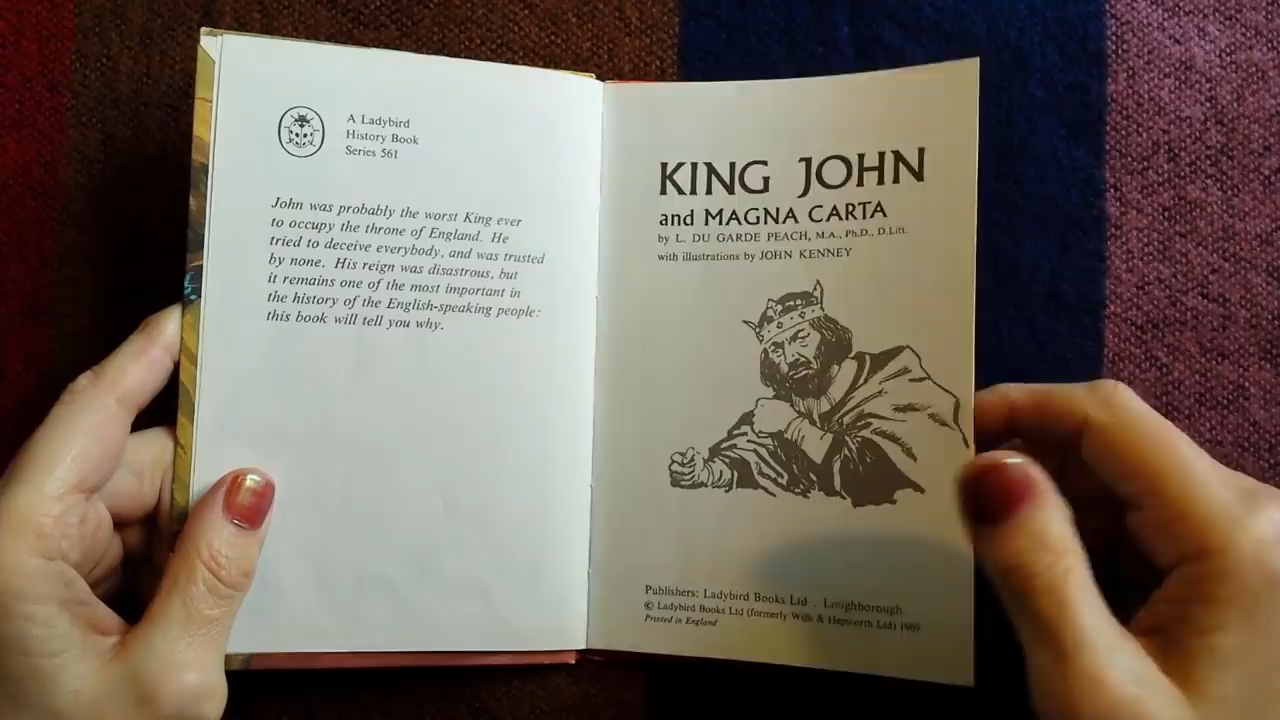 A Ladybird
History Book
Series 561
John was probably the worst King ever
to occupy the throne of England. He
tried to deceive everybody, and was trusted
by none. His reign was disastrous, but
it remains one of the most important in
the history of the English-speaking people:
this book will tell you why.
KING JOHN
and MAGNA CARTA
by L. DU GARDE PEACH, M.A., Ph.D., D.Litt.
with illustrations by JOHN KENNEY
Publishers: Ladybird Books Ltd . Loughborough
© Ladybird Books Ltd (formerly Wills & Hepworth Ltd) 1969
Printed in England